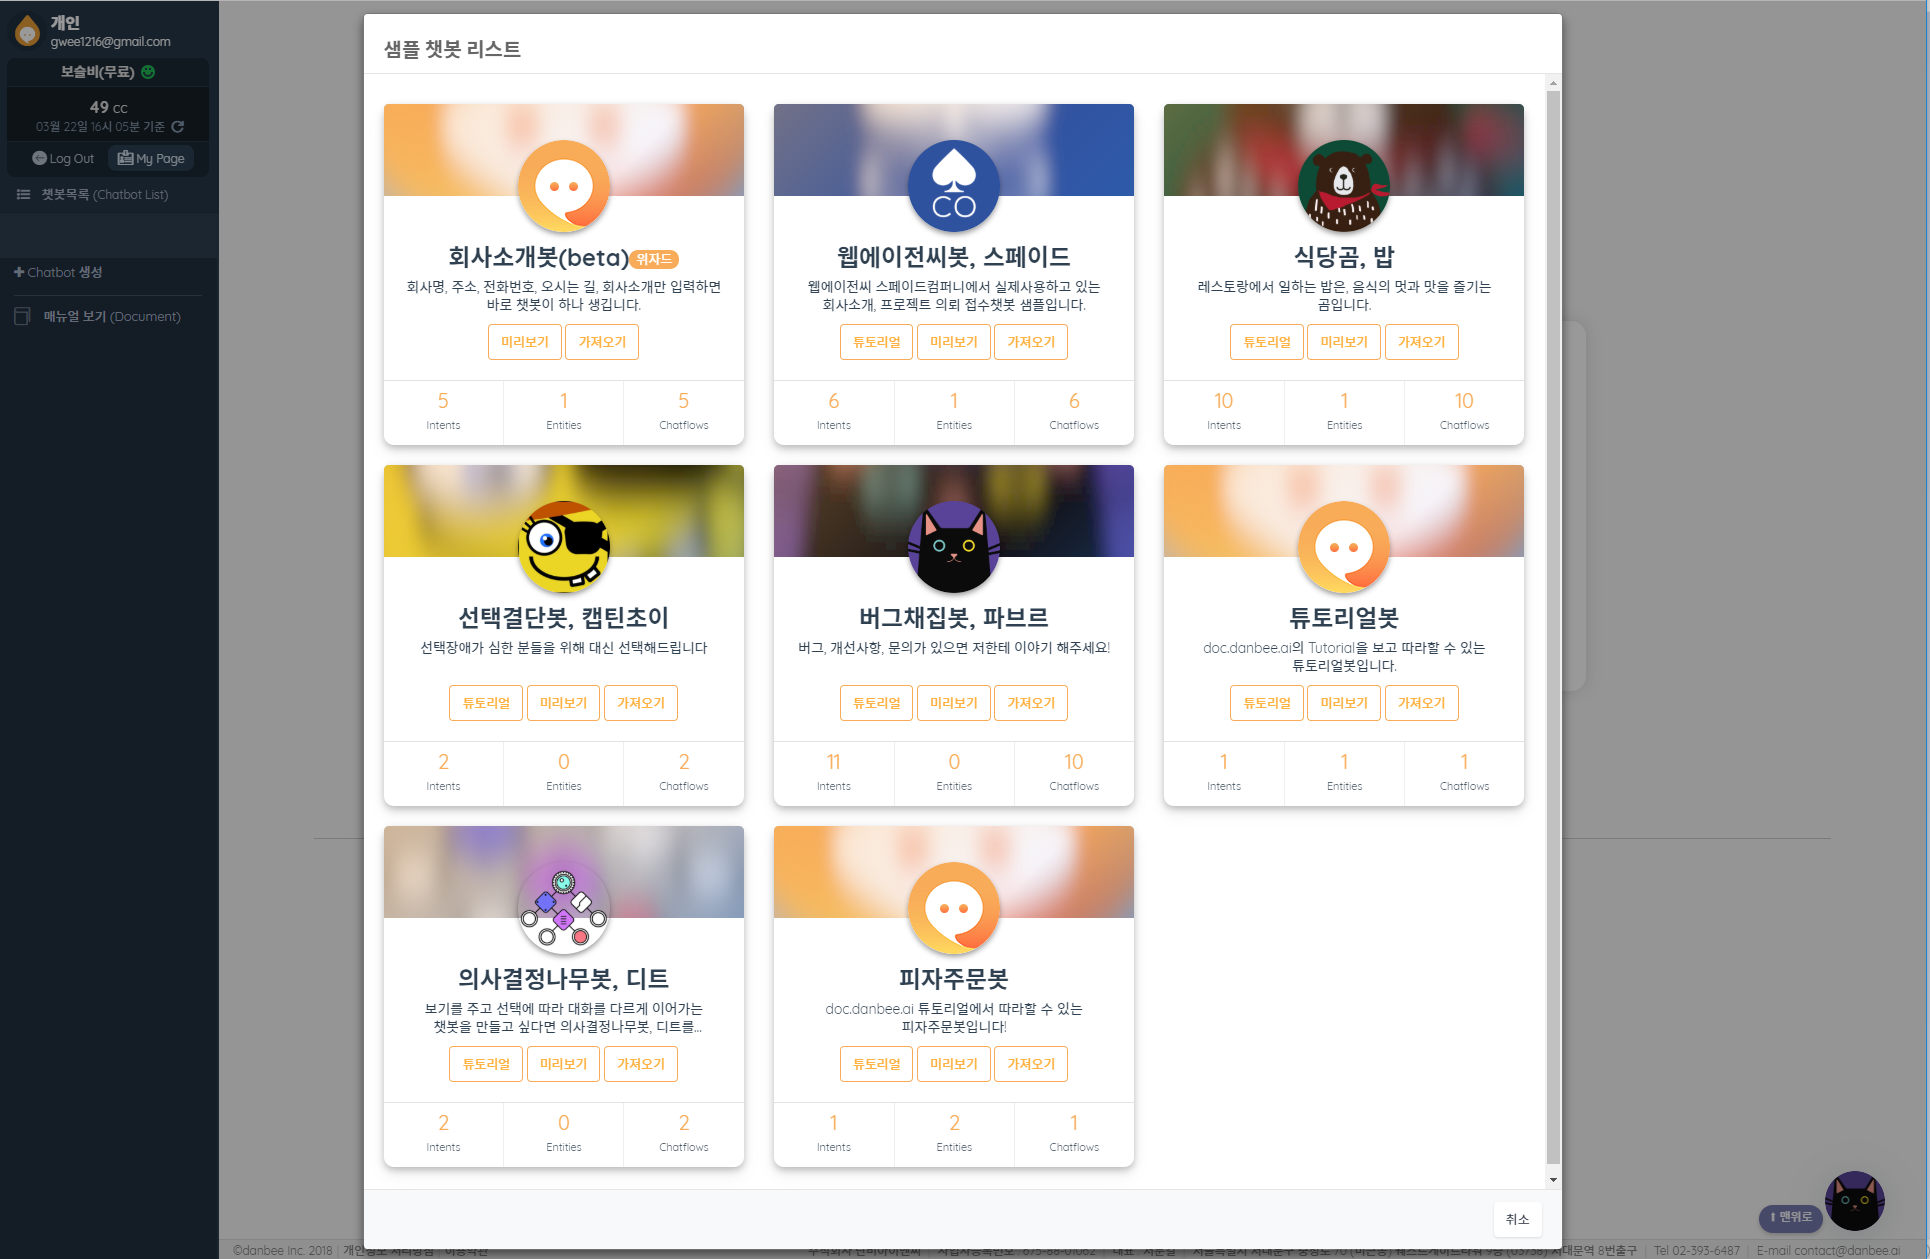 개인
gwee1216@gmail.com
보슬비(무료)
49 cc
03월 22일 16시 05분 기준
Log Out
My Page
챗봇목록 (Chatbot List)
Chatbot 생성
매뉴얼 보기 (Document)
샘플 챗봇 리스트
회사소개봇(beta) 위자드
회사명, 주소, 전화번호, 오시는 길, 회사소개만 입력하면
바로 챗봇이 하나 생깁니다.
미리보기 가져오기
5 1 5
Intents Entities Chatflows
웹에이전씨봇, 스페이드
웹에이전씨 스페이드컴퍼니에서 실제사용하고 있는
회사소개, 프로젝트 의뢰 접수챗봇 샘플입니다.
튜토리얼 미리보기 가져오기
6 1 6
Intents Entities Chatflows
CO
식당곰, 밥
레스토랑에서 일하는 밥은, 음식의 멋과 맛을 즐기는
곰입니다.
튜토리얼 미리보기 가져오기
10 1 10
Intents Entities Chatflows
선택결단봇, 캡틴초이
선택장애가 심한 분들을 위해 대신 선택해드립니다
튜토리얼 미리보기 가져오기
2 0 2
Intents Entities Chatflows
버그채집봇, 파브르
버그, 개선사항, 문의가 있으면 저한테 이야기 해주세요!
튜토리얼 미리보기 가져오기
11 0 10
Intents Entities Chatflows
튜토리얼봇
doc.danbee.ai의 Tutorial을 보고 따라할 수 있는
튜토리얼봇입니다.
튜토리얼 미리보기 가져오기
1 1 1
Intents Entities Chatflows
의사결정나무봇, 디트
보기를 주고 선택에 따라 대화를 다르게 이어가는
챗봇을 만들고 싶다면 의사결정나무봇, 디트를...
튜토리얼 미리보기 가져오기
2 0 2
Intents Entities Chatflows
피자주문봇
doc.danbee.ai 튜토리얼에서 따라할 수 있는
피자주문봇입니다!
튜토리얼 미리보기 가져오기
1 2 1
Intents Entities Chatflows
취소
맨위로
©danbee Inc. 2018 | 개인정보 처리방침 | 이용약관
서대문역 8번출구 | Tel 02-393-6487 | E-mail contact@danbee.ai